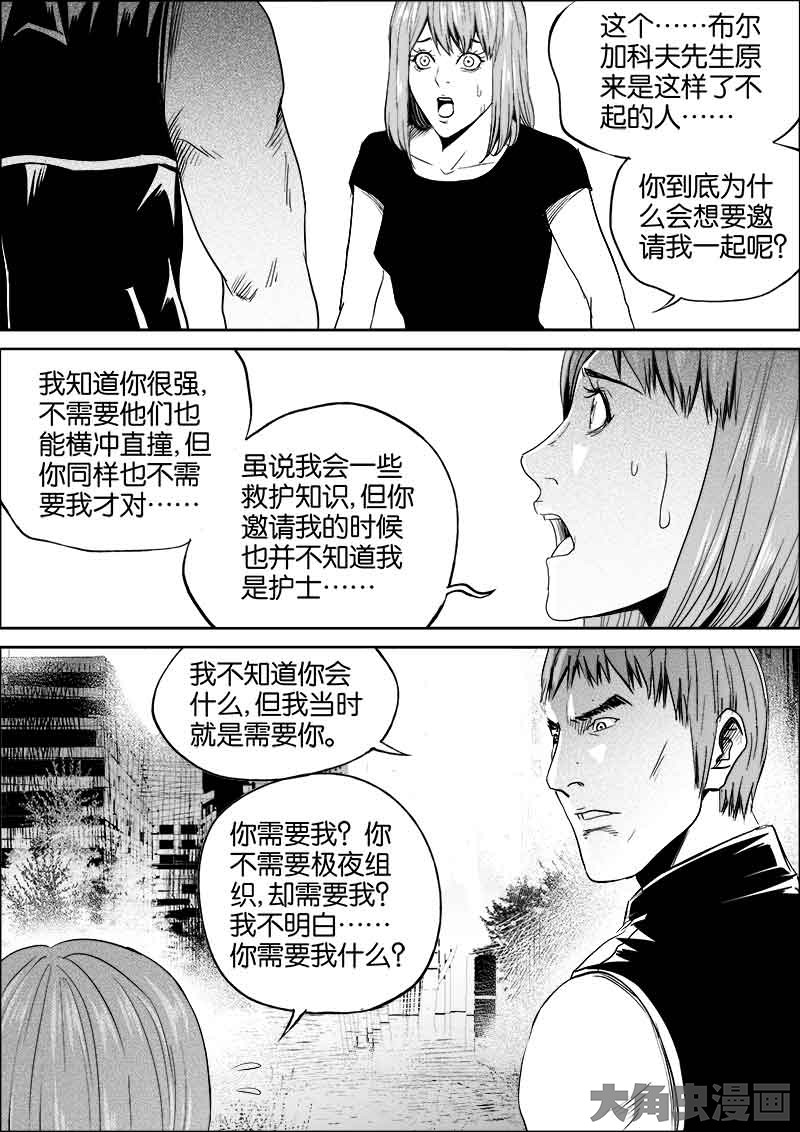 这个……布尔
加科夫先生原
来是这样了不
起的人……
你到底为什
么会想要邀
请我一起呢?
我知道你很强,
不需要他们也
能横冲直撞,但
你同样也不需
要我才对……
虽说我会一些
救护知识,但你
邀请我的时候
也并不知道我
是护士……
我不知道你会
什么,但我当时
就是需要你。
你需要我?你
不需要极夜组
织,却需要我?
我不明白……
你需要我什么?
大角虫漫画